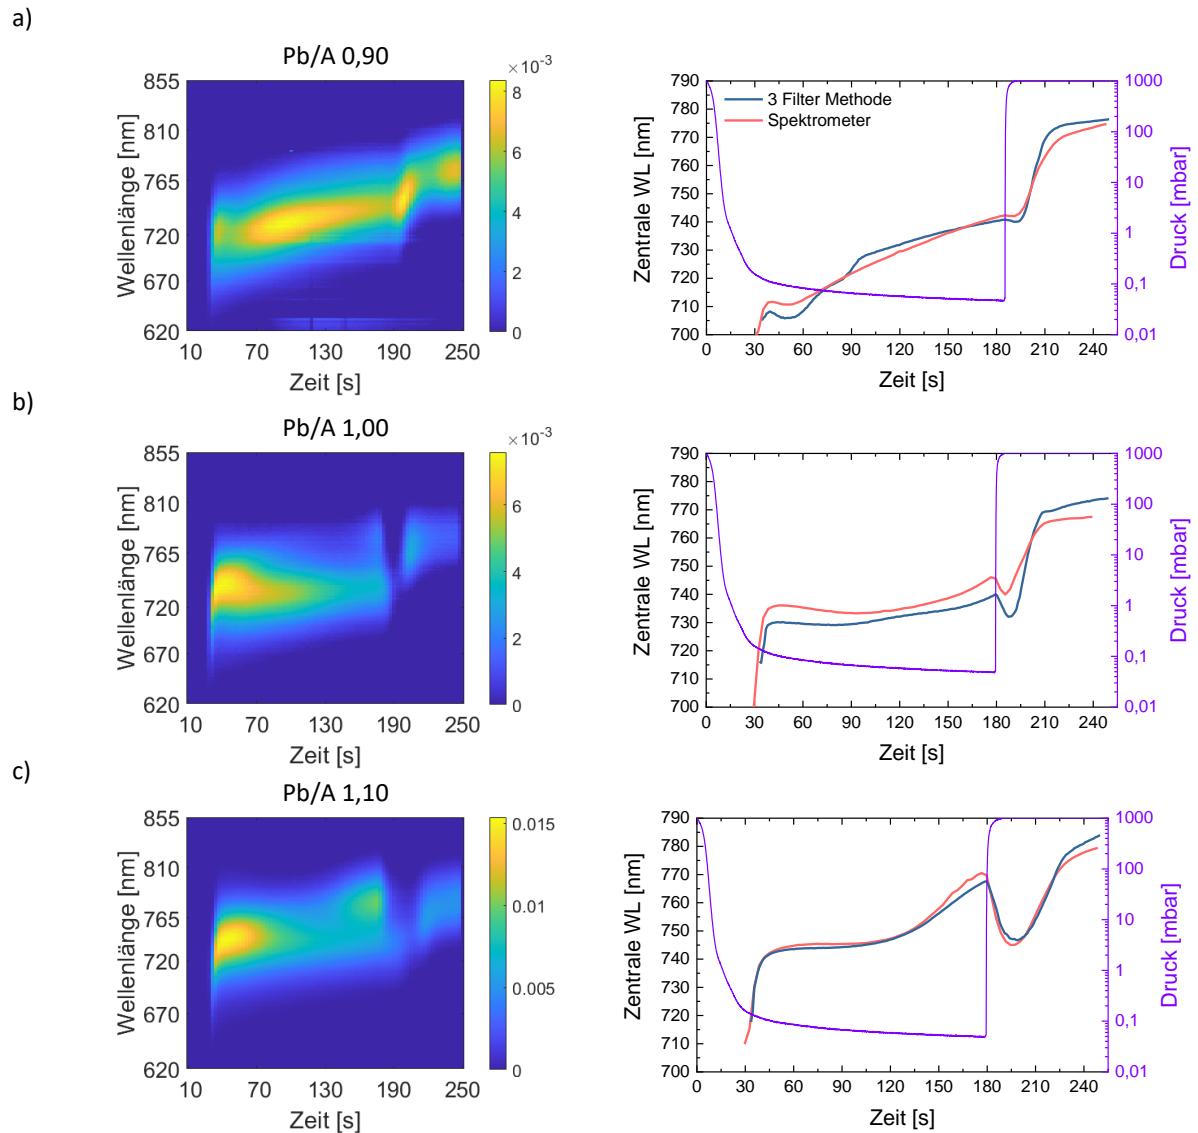 a)
Pb/A 0,90
×10-3
855
810
765
720
670
620
Wellenlänge [nm]
10 70 130 190 250
Zeit [s]
8
6
4
2
0
790
780
770
760
750
740
730
720
710
700
Zentrale WL [nm]
3 Filter Methode
Spektrometer
0 30 60 90 120 150 180 210 240
Zeit [s]
1000
100
10
1
0,1
0,01
Druck [mbar]
b)
Pb/A 1,00
×10-3
855
810
765
720
670
620
Wellenlänge [nm]
10 70 130 190 250
Zeit [s]
6
4
2
0
790
780
770
760
750
740
730
720
710
700
Zentrale WL [nm]
0 30 60 90 120 150 180 210 240
Zeit [s]
1000
100
10
1
0,1
0,01
Druck [mbar]
c)
Pb/A 1,10
855
810
765
720
670
620
Wellenlänge [nm]
10 70 130 190 250
Zeit [s]
0.015
0.01
0.005
0
790
780
770
760
750
740
730
720
710
700
Zentrale WL [nm]
0 30 60 90 120 150 180 210 240
Zeit [s]
1000
100
10
1
0,1
0,01
Druck [mbar]